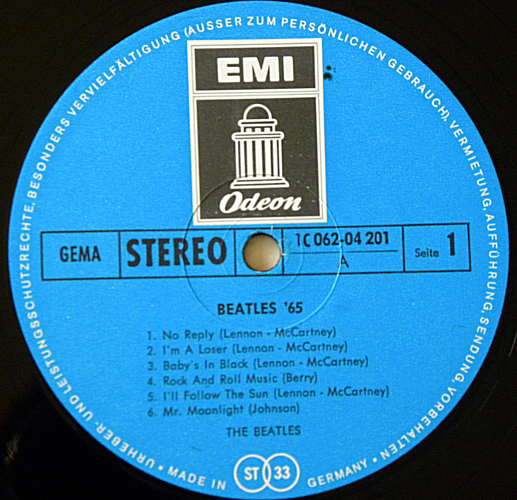 URHEBER- UND LEISTUNGSSCHUTZRECHTE, BESONDERS VERVIELFÄLTIGUNG (AUSSER ZUM PERSÖNLICHEN GEBRAUCH), VERMIETUNG, AUFFÜHRUNG, SENDUNG, VORBEHALTEN •
EMI
Odeon
GEMA
STEREO
1C 062-04 201
A
Seite 1
BEATLES '65
1. No Reply (Lennon - McCartney)
2. I'm A Loser (Lennon - McCartney)
3. Baby's In Black (Lennon - McCartney)
4. Rock And Roll Music (Berry)
5. I'll Follow The Sun (Lennon - McCartney)
6. Mr. Moonlight (Johnson)
THE BEATLES
• MADE IN GERMANY
ST 33